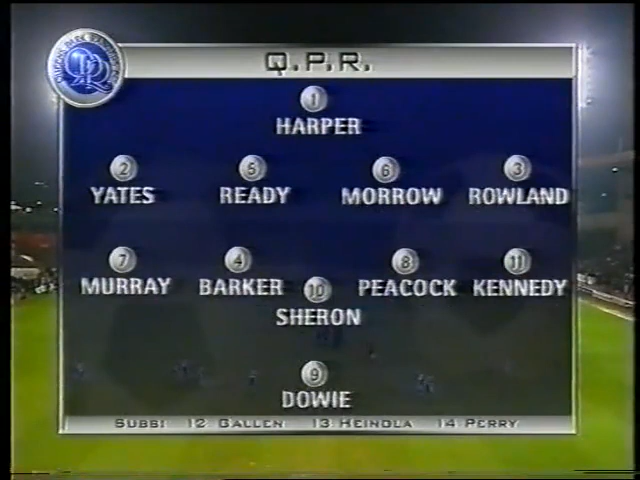 Q.P.R.
1
HARPER
2 5 6 3
YATES READY MORROW ROWLAND
7 4 8 11
MURRAY BARKER PEACOCK KENNEDY
10
SHERON
9
DOWIE
SUBS: 12 GALLEN 13 HEINOLA 14 PERRY